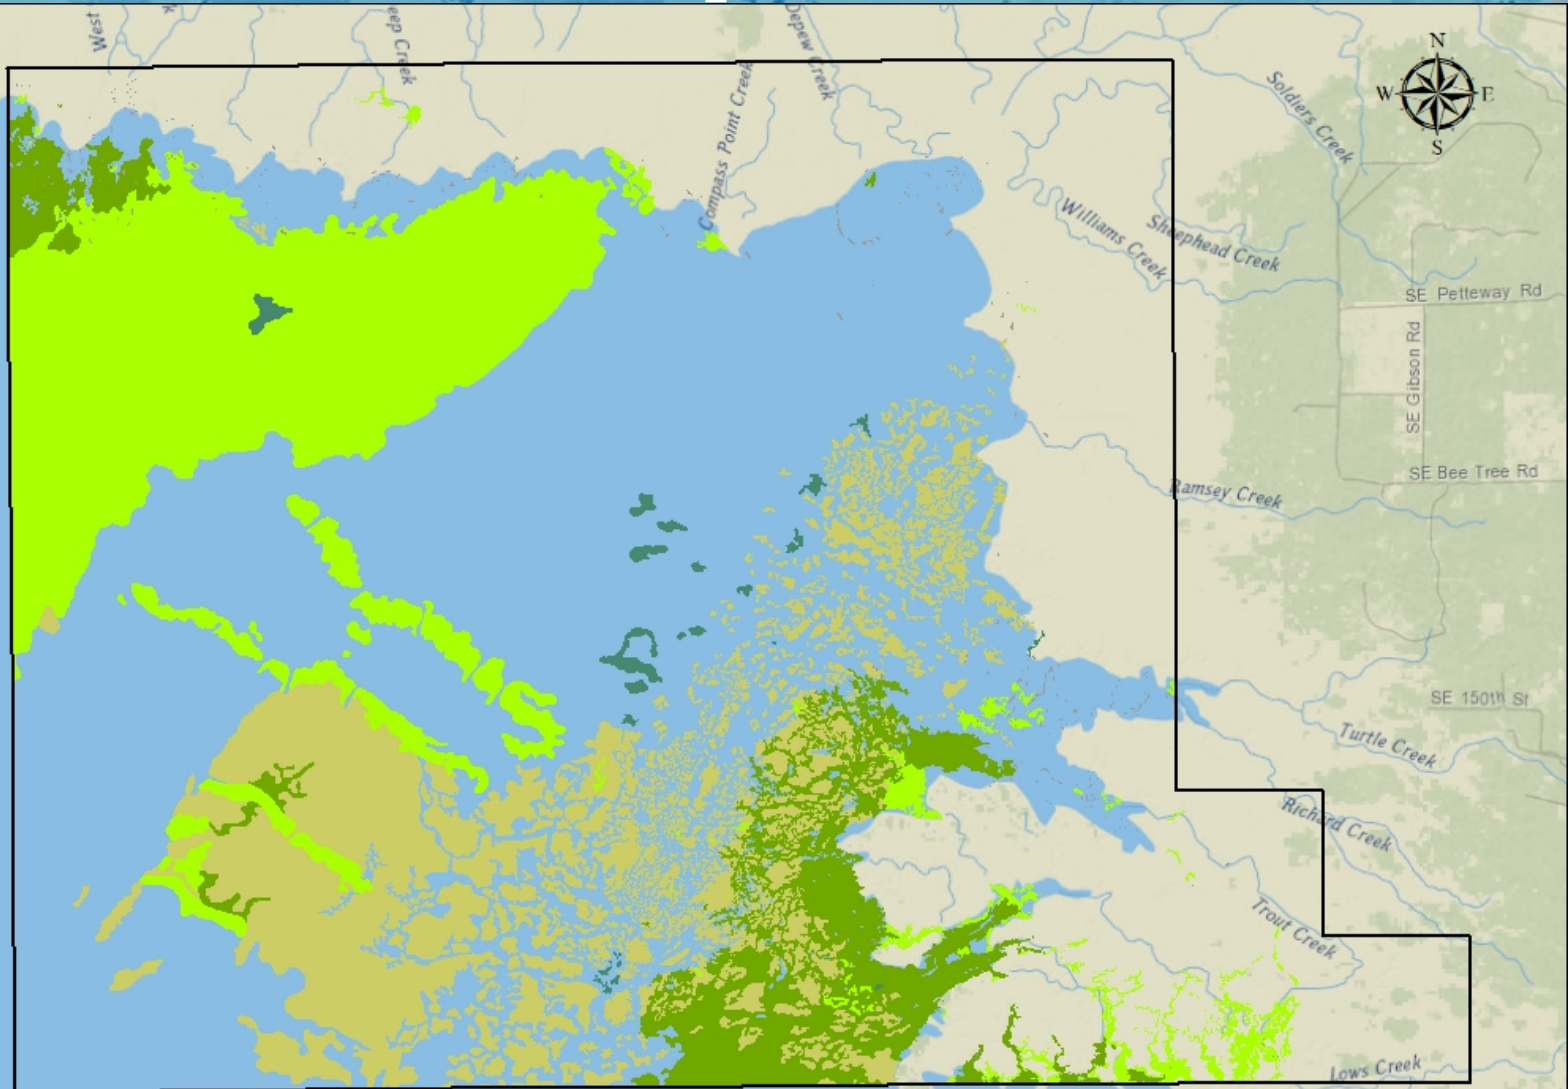 West
k
eep Creek
Depew Creek
Compass Point Creek
Soldiers Creek
N
W
E
S
Williams Creek
Sheephead Creek
SE Petteway Rd
SE Gibson Rd
SE Bee Tree Rd
Ramsey Creek
SE 150th St
Turtle Creek
Richard Creek
Trout Creek
Lows Creek